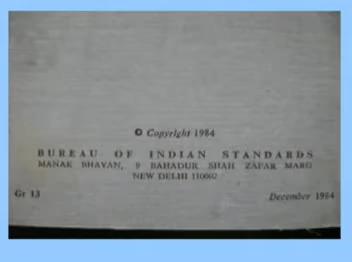 © Copyright 1984
BUREAU OF INDIAN STANDARDS
MANAK BHAVAN, 9 BAHADUR SHAH ZAFAR MARG
NEW DELHI 110002
Gr 13
December 1984